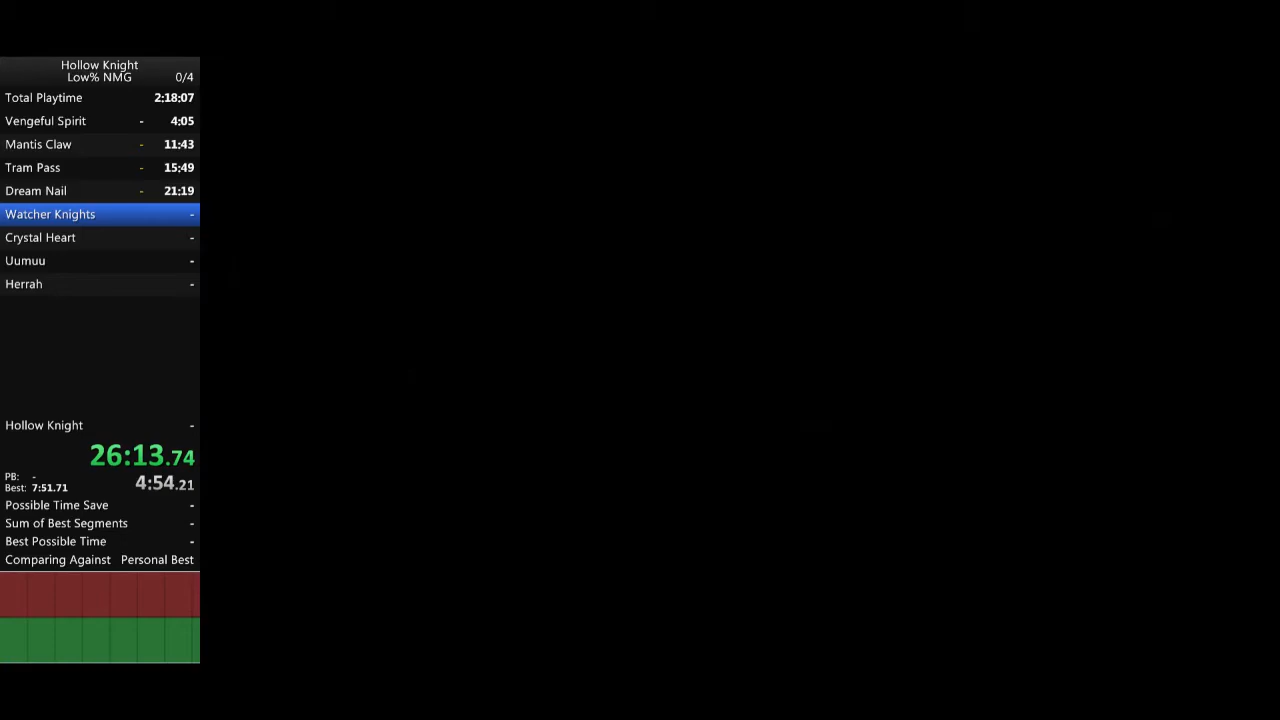 Hollow Knight
Low% NMG 0/4
Total Playtime 2:18:07
Vengeful Spirit - 4:05
Mantis Claw - 11:43
Tram Pass - 15:49
Dream Nail - 21:19
Watcher Knights -
Crystal Heart -
Uumuu -
Herrah -
Hollow Knight -
26:13.74
PB: -
Best: 7:51.71 4:54.21
Possible Time Save -
Sum of Best Segments -
Best Possible Time -
Comparing Against Personal Best